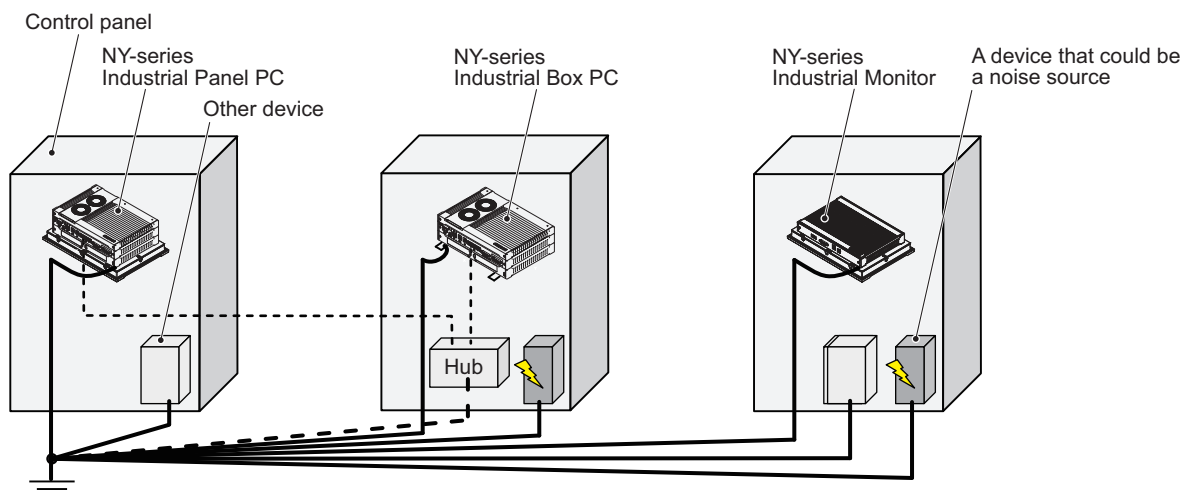 Control panel
NY-series
Industrial Panel PC
Other device
NY-series
Industrial Box PC
NY-series
Industrial Monitor
A device that could be
a noise source
Hub